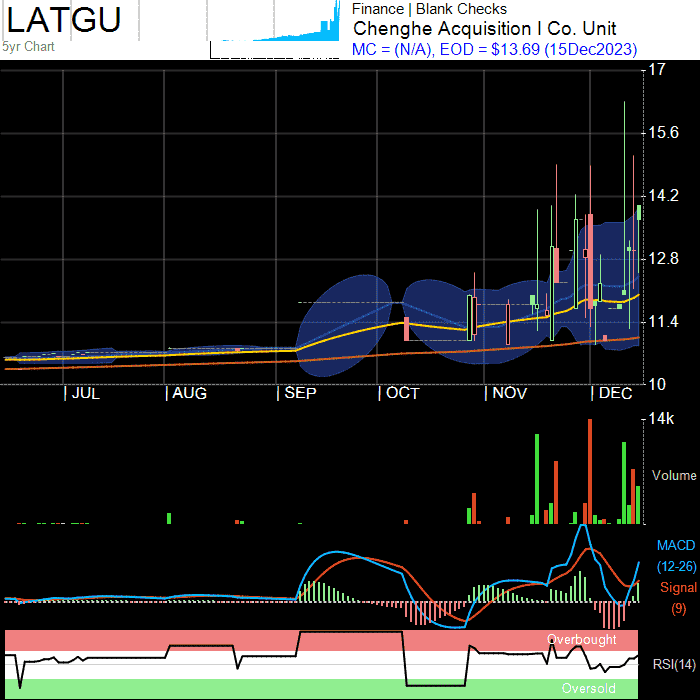 LATGU
5yr Chart
Finance | Blank Checks
Chenghe Acquisition I Co. Unit
MC = (N/A), EOD = $13.69 (15Dec2023)
17
15.6
14.2
12.8
11.4
10
| JUL | AUG | SEP | OCT | NOV | DEC
14k
Volume
MACD
(12-26)
Signal
(9)
Overbought
RSI(14)
Oversold